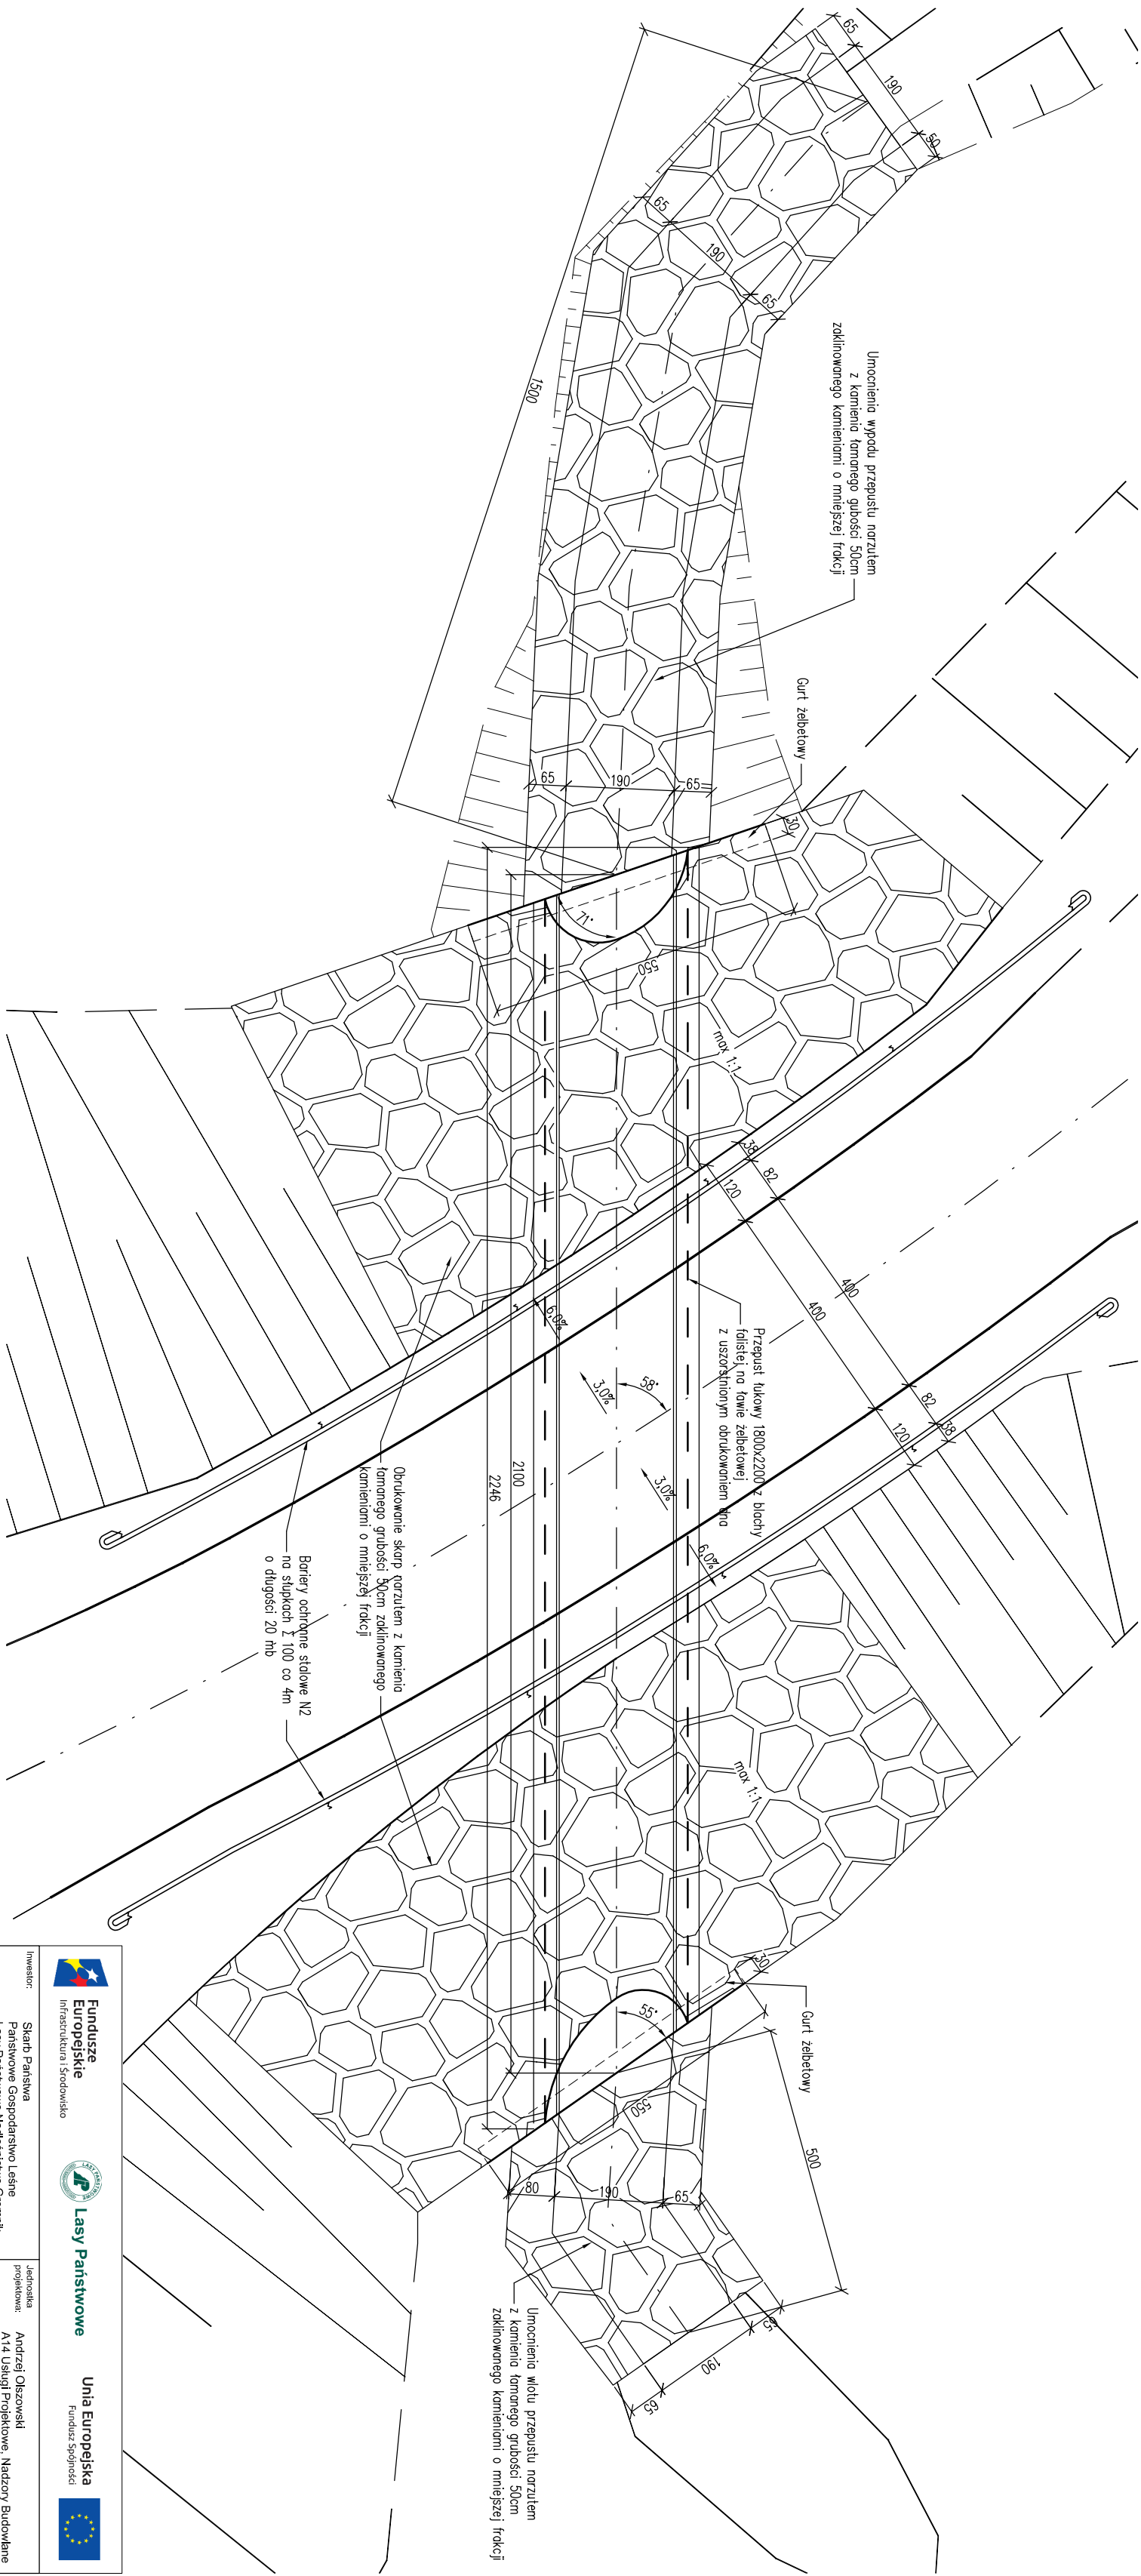 65
190
50
65
190
65
1500
Umocnienia wypadu przepustu narzutem
z kamienia łamanego gubości 50cm
zaklinowanego kamieniami o mniejszej frakcji
Gurt żelbetowy
65
190
65
30
71°
550
max 1:1
38
82
120
400
400
82
38
120
Przepust łukowy 1800x2200 z blachy
falistej na ławie żelbetowej
z uszorstnionym obrukowaniem dna
6,0%
3,0%
58°
3,0%
6,0%
2100
2246
Obrukowanie skarp narzutem z kamienia
łamanego grubości 50cm zaklinowanego
kamieniami o mniejszej frakcji
Bariery ochronne stalowe N2
na słupkach Σ 100 co 4m
o długości 20 mb
max 1:1
30
Gurt żelbetowy
55°
550
500
80
190
65
65
190
65
Umocnienia wlotu przepustu narzutem
z kamienia łamanego grubości 50cm
zaklinowanego kamieniami o mniejszej frakcji
Fundusze
Europejskie
Infrastruktura i Środowisko
LASY PAŃSTWOWE
Lasy Państwowe
Unia Europejska
Fundusz Spójności
Inwestor:
Skarb Państwa
Państwowe Gospodarstwo Leśne
Jednostka
projektowa:
Andrzej Olszowski
A14 Usługi Projektowe, Nadzory Budowlane